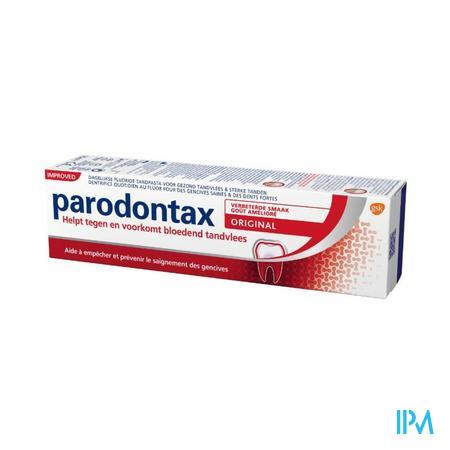 IMPROVED
DAGELIJKSE FLUORIDE TANDPASTA VOOR GEZOND TANDVLEES & STERKE TANDEN
DENTIFRICE QUOTIDIEN AU FLUOR POUR DES GENCIVES SAINES & DES DENTS FORTES
parodontax
VERBETERDE SMAAK
GOÛT AMÉLIORÉ
ORIGINAL
gsk
Helpt tegen en voorkomt bloedend tandvlees
Aide à empêcher et prévenir le saignement des gencives
IPM